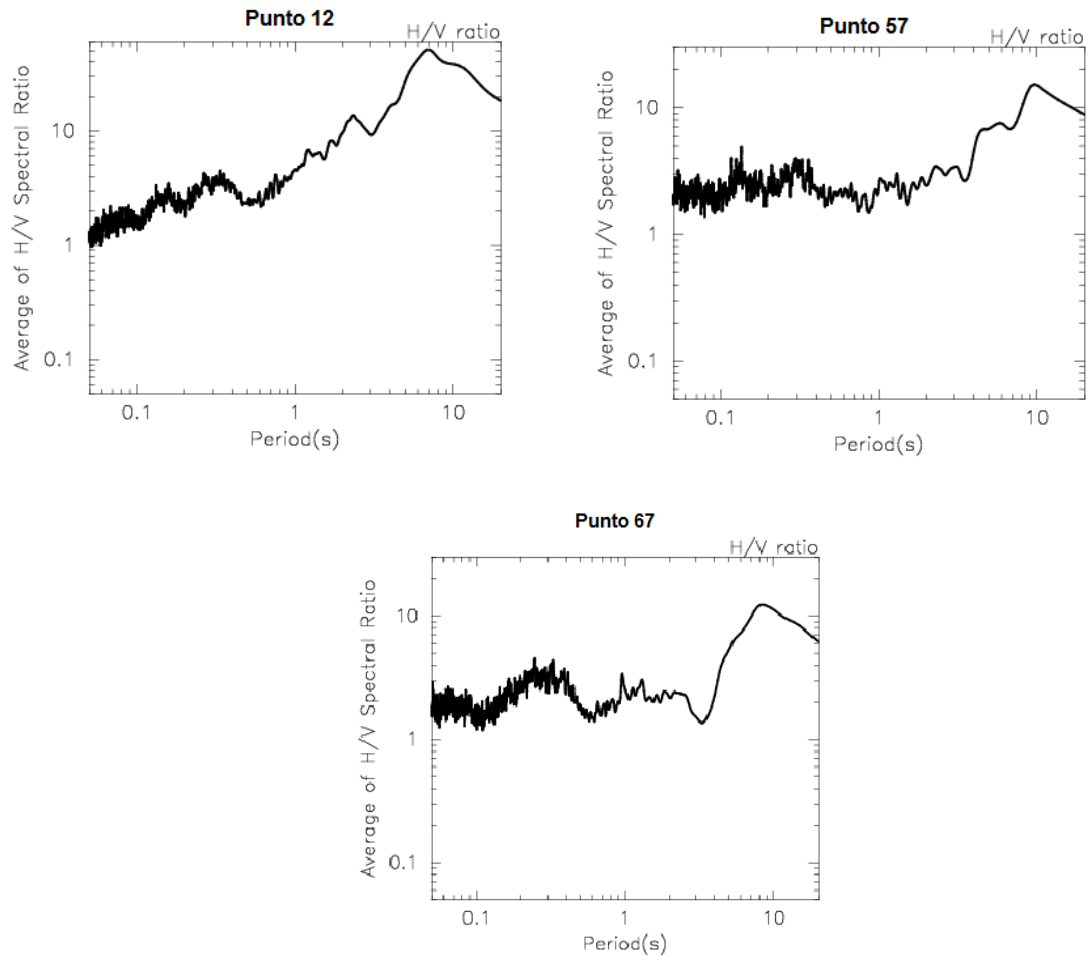 Punto 12
H/V ratio
Average of H/V Spectral Ratio
10
1
0.1
0.1
1
10
Period(s)
Punto 57
H/V ratio
Average of H/V Spectral Ratio
10
1
0.1
0.1
1
10
Period(s)
Punto 67
H/V ratio
Average of H/V Spectral Ratio
10
1
0.1
0.1
1
10
Period(s)